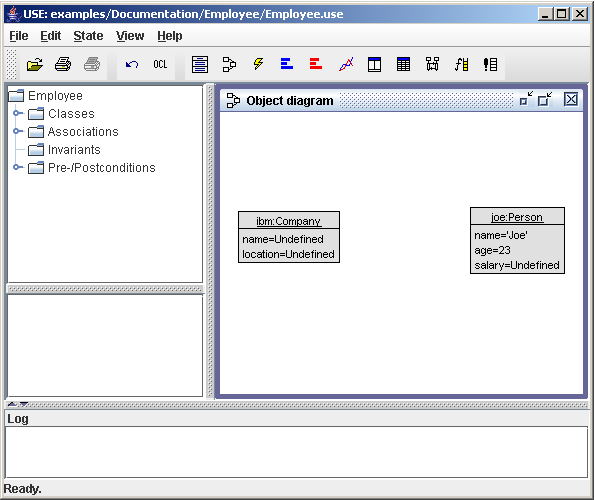 USE: examples/Documentation/Employee/Employee.use
File Edit State View Help
OCL
Employee
Classes
Associations
Invariants
Pre-/Postconditions
Object diagram
ibm:Company
name=Undefined
location=Undefined
joe:Person
name='Joe'
age=23
salary=Undefined
Log
Ready.